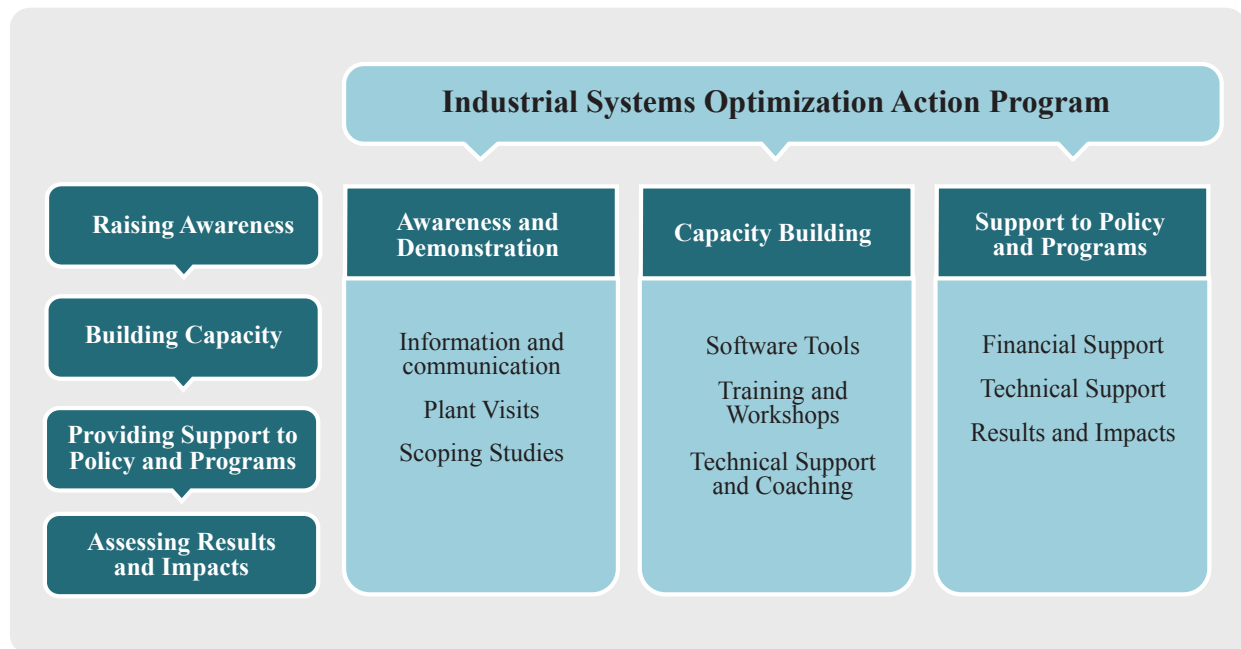 Industrial Systems Optimization Action Program
Raising Awareness
Building Capacity
Providing Support to
Policy and Programs
Assessing Results
and Impacts
Awareness and
Demonstration
Information and
communication
Plant Visits
Scoping Studies
Capacity Building
Software Tools
Training and
Workshops
Technical Support
and Coaching
Support to Policy
and Programs
Financial Support
Technical Support
Results and Impacts